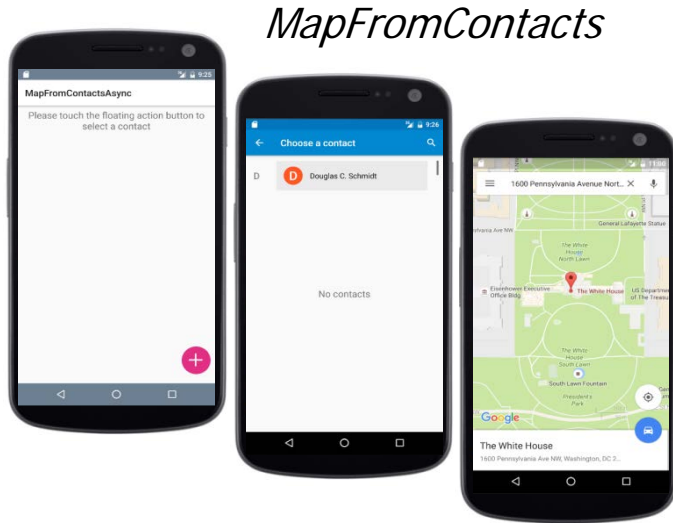 MapFromContacts
9:25
MapFromContactsAsync
Please touch the floating action button to
select a contact
+
9:26
Choose a contact
D
D Douglas C. Schmidt
No contacts
11:00
1600 Pennsylvania Avenue Nort..
General Lafayette Statue
The White
House
North Lawn
Eisenhower Executive
Office Bldg
The White House
US Departmen
of The Treasu
The White
House
South Lawn
South Lawn Fountain
President's
Park
Google
The White House
1600 Pennsylvania Ave NW, Washington, DC 2...